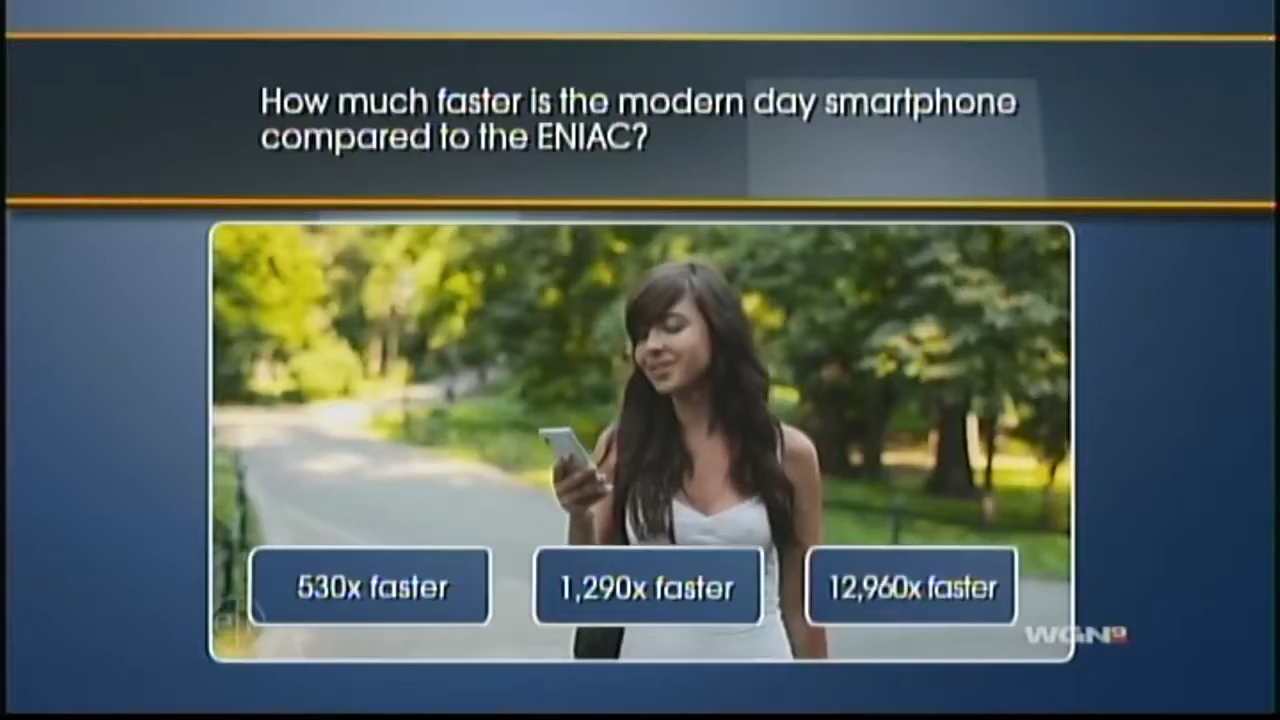 How much faster is the modern day smartphone
compared to the ENIAC?
530x faster
1,290x faster
12,960x faster
WGN9